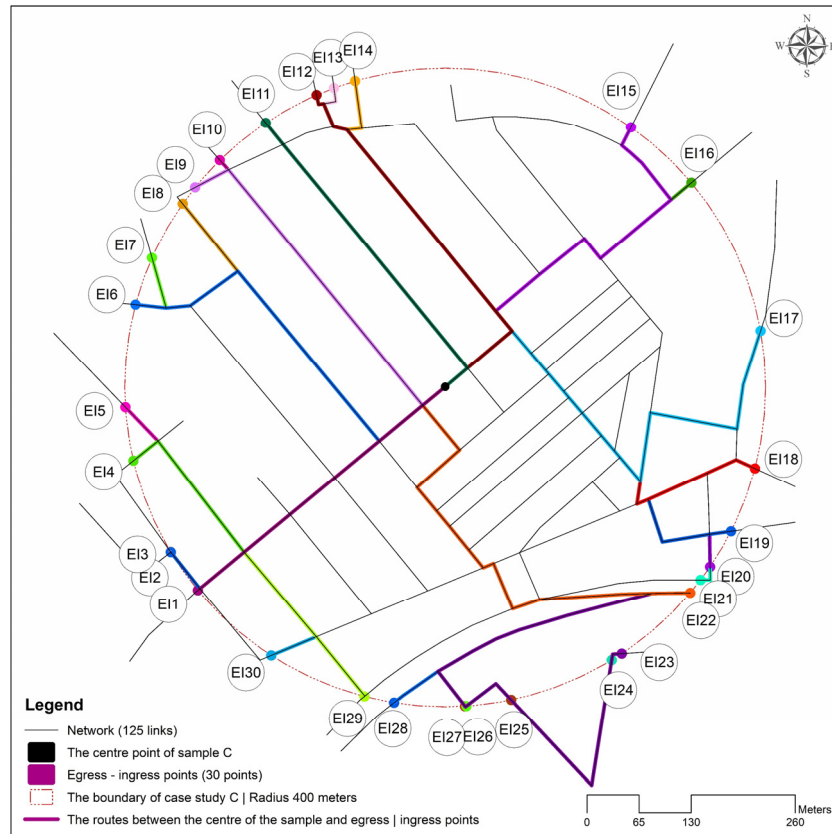 N
W
E
S
EI12
EI13
EI14
EI11
EI15
EI10
EI16
EI9
EI8
EI7
EI6
EI17
EI5
EI18
EI4
EI19
EI3
EI2
EI20
EI1
EI21
EI22
EI30
EI23
EI24
EI29
EI28
EI27
EI26
EI25
Legend
Network (125 links)
The centre point of sample C
Egress - ingress points (30 points)
The boundary of case study C | Radius 400 meters
The routes between the centre of the sample and egress | ingress points
Meters
0 65 130 260